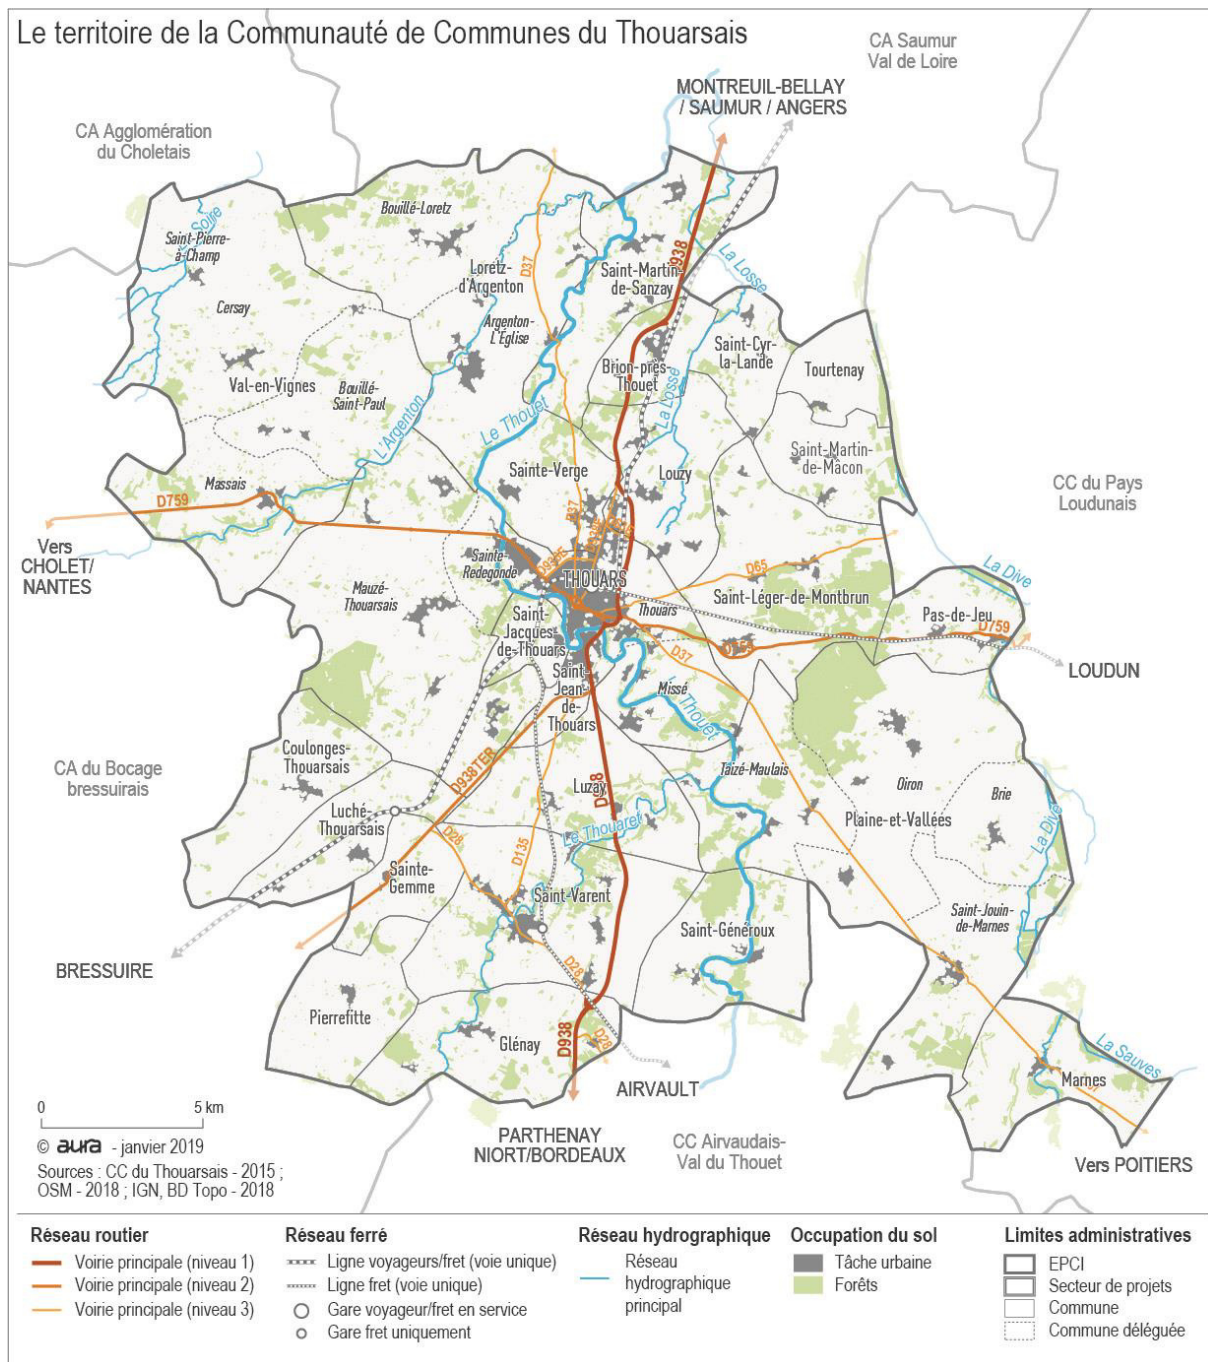 Le territoire de la Communauté de Communes du Thouarsais
CA Saumur
Val de Loire
MONTREUIL-BELLAY
/ SAUMUR / ANGERS
CA Agglomération
du Choletais
Bouillé-Loretz
Soire
Saint-Pierre-
à-Champ
D37
D938
La Losse
Loretz-
d'Argenton
Saint-Martin-
de-Sanzay
Cersay
Argenton-
L'Église
Saint-Cyr-
la-Lande
Brion-près-
Thouet
Tourtenay
Val-en-Vignes
Bouillé-
Saint-Paul
L'Argenton
Le Thouet
La Losse
Saint-Martin-
de-Mâcon
Sainte-Verge
Louzy
CC du Pays
Loudunais
Massais
D759
D37
Vers
CHOLET/
NANTES
Sainte-
Redegonde
D938E
THOUARS
D65
La Dive
Mauzé-
Thouarsais
Saint-Léger-de-Montbrun
Thouars
Pas-de-Jeu
D759
Saint-
Jacques-
de-Thouars
D759
D37
LOUDUN
Saint-
Jean-
de-
Thouars
Missé
Le Thouet
Coulonges-
Thouarsais
CA du Bocage
bressuirais
D938TER
Taizé-Maulais
Luzay
D938
Oiron
Brie
Luché-
Thouarsais
D28
D135
Le Thouaret
Plaine-et-Vallées
La Dive
Sainte-
Gemme
Saint-Varent
Saint-Généroux
Saint-Jouin-
de-Marnes
BRESSUIRE
D28
Pierrefitte
Glénay
D938
D28
La Sauves
Marnes
AIRVAULT
0 5 km
PARTHENAY
NIORT/BORDEAUX
CC Airvaudais-
Val du Thouet
Vers POITIERS
© aura - janvier 2019
Sources : CC du Thouarsais - 2015 ;
OSM - 2018 ; IGN, BD Topo - 2018
Réseau routier
Voirie principale (niveau 1)
Voirie principale (niveau 2)
Voirie principale (niveau 3)
Réseau ferré
Ligne voyageurs/fret (voie unique)
Ligne fret (voie unique)
Gare voyageur/fret en service
Gare fret uniquement
Réseau hydrographique
Réseau
hydrographique
principal
Occupation du sol
Tâche urbaine
Forêts
Limites administratives
EPCI
Secteur de projets
Commune
Commune déléguée